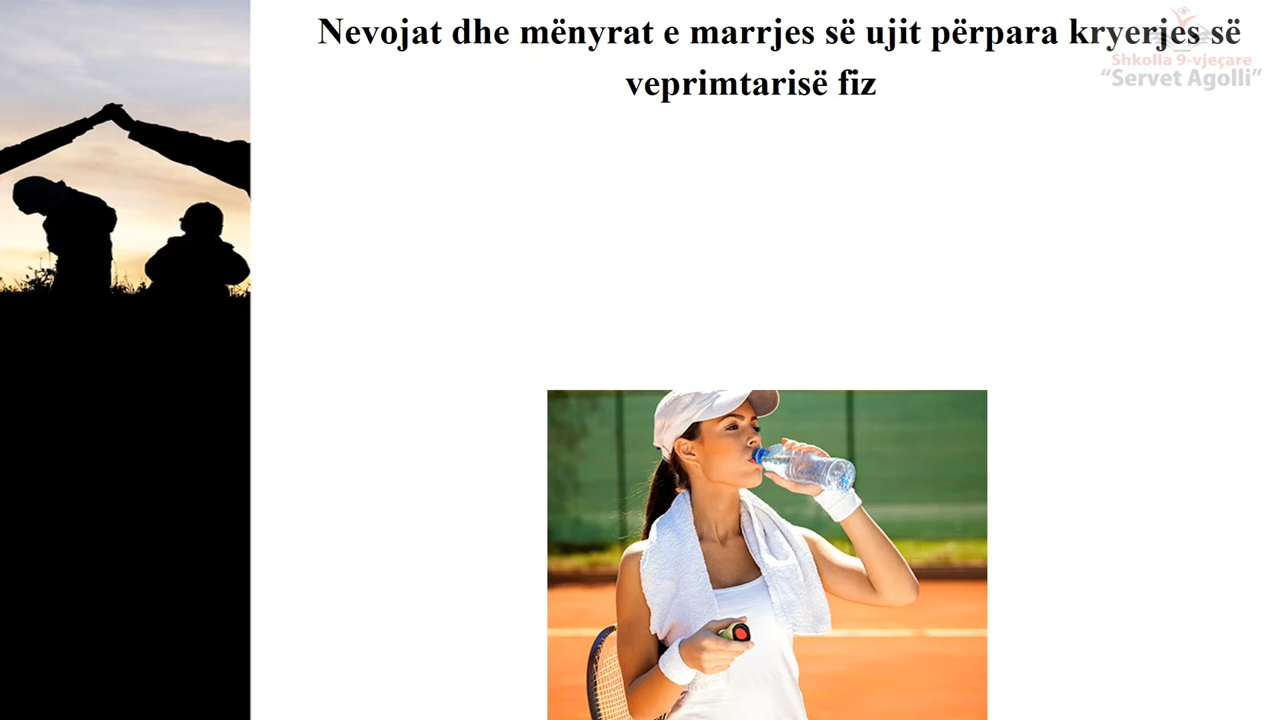 Nevojat dhe mënyrat e marrjes së ujit përpara kryerjes së
veprimtarisë fiz
Shkolla 9-vjeçare
“Servet Agolli”